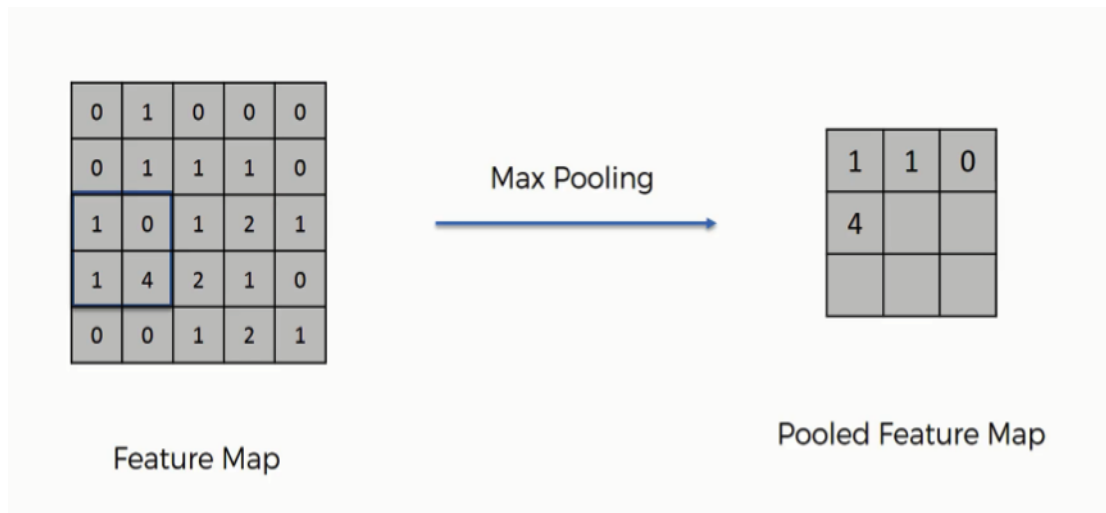 0 1 0 0 0
0 1 1 1 0
1 0 1 2 1
1 4 2 1 0
0 0 1 2 1
Feature Map
Max Pooling
1 1 0
4
Pooled Feature Map